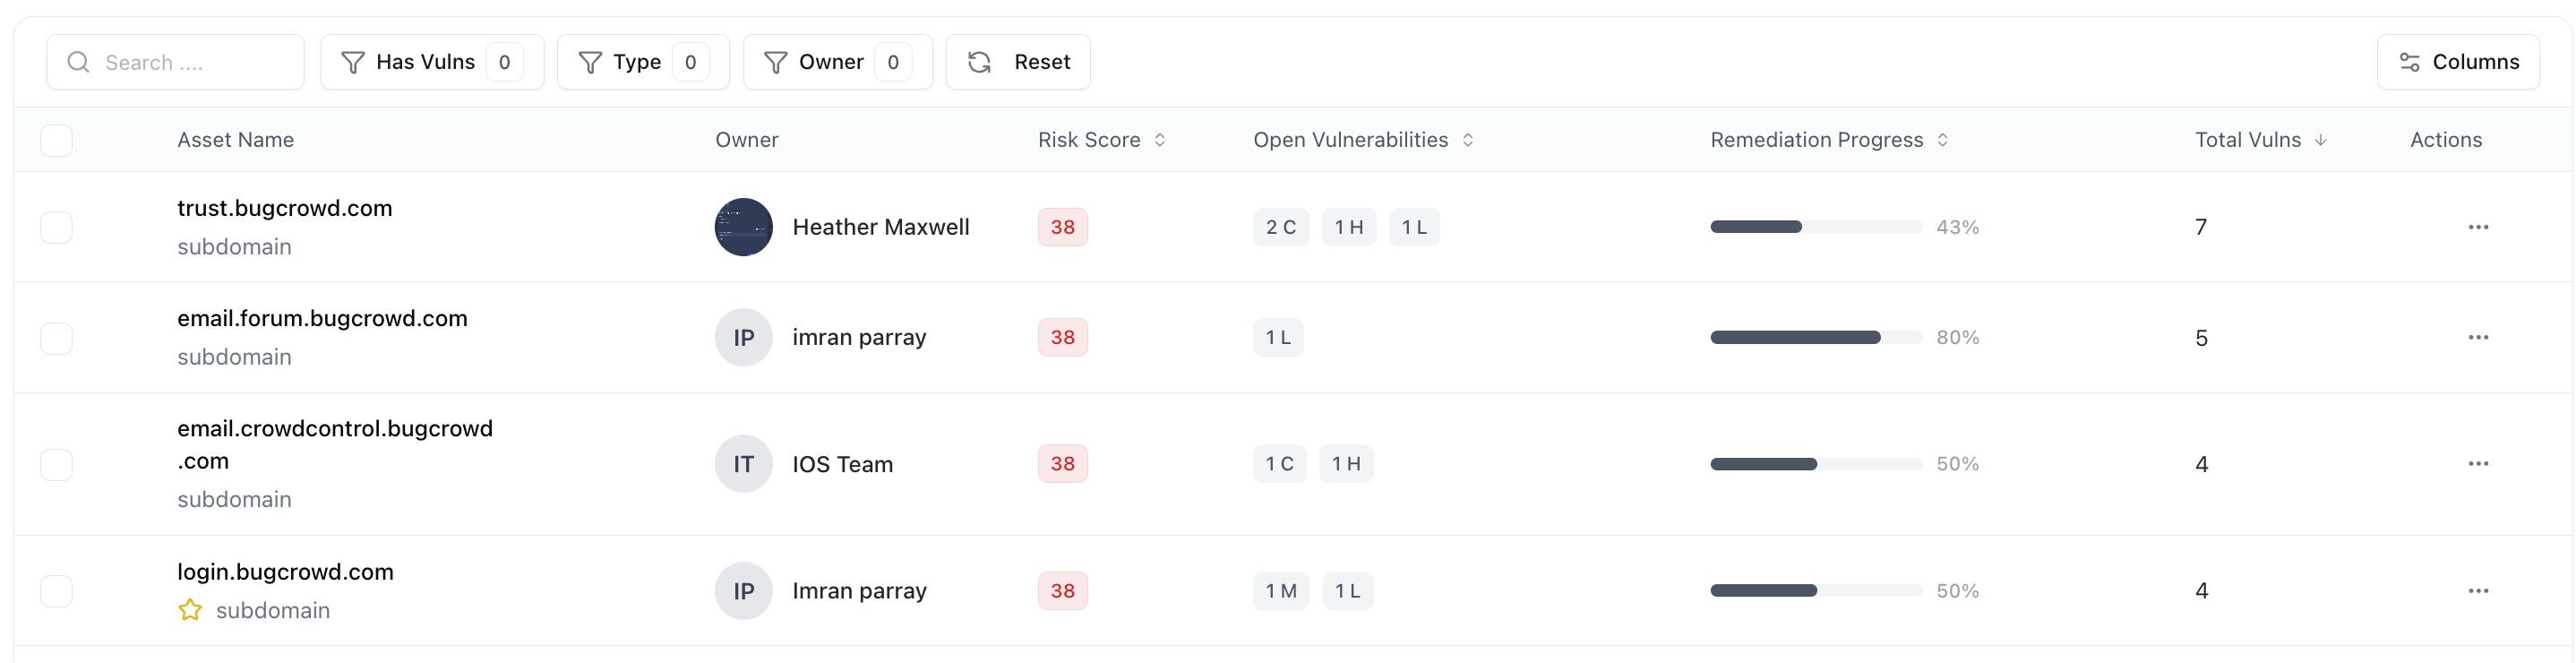 Search ....
Has Vulns 0
Type 0
Owner 0
Reset
Columns
Asset Name Owner Risk Score Open Vulnerabilities Remediation Progress Total Vulns Actions
trust.bugcrowd.com
subdomain
Heather Maxwell 38 2 C 1 H 1 L 43% 7
email.forum.bugcrowd.com
subdomain
IP imran parray 38 1 L 80% 5
email.crowdcontrol.bugcrowd
.com
subdomain
IT IOS Team 38 1 C 1 H 50% 4
login.bugcrowd.com
subdomain
IP Imran parray 38 1 M 1 L 50% 4